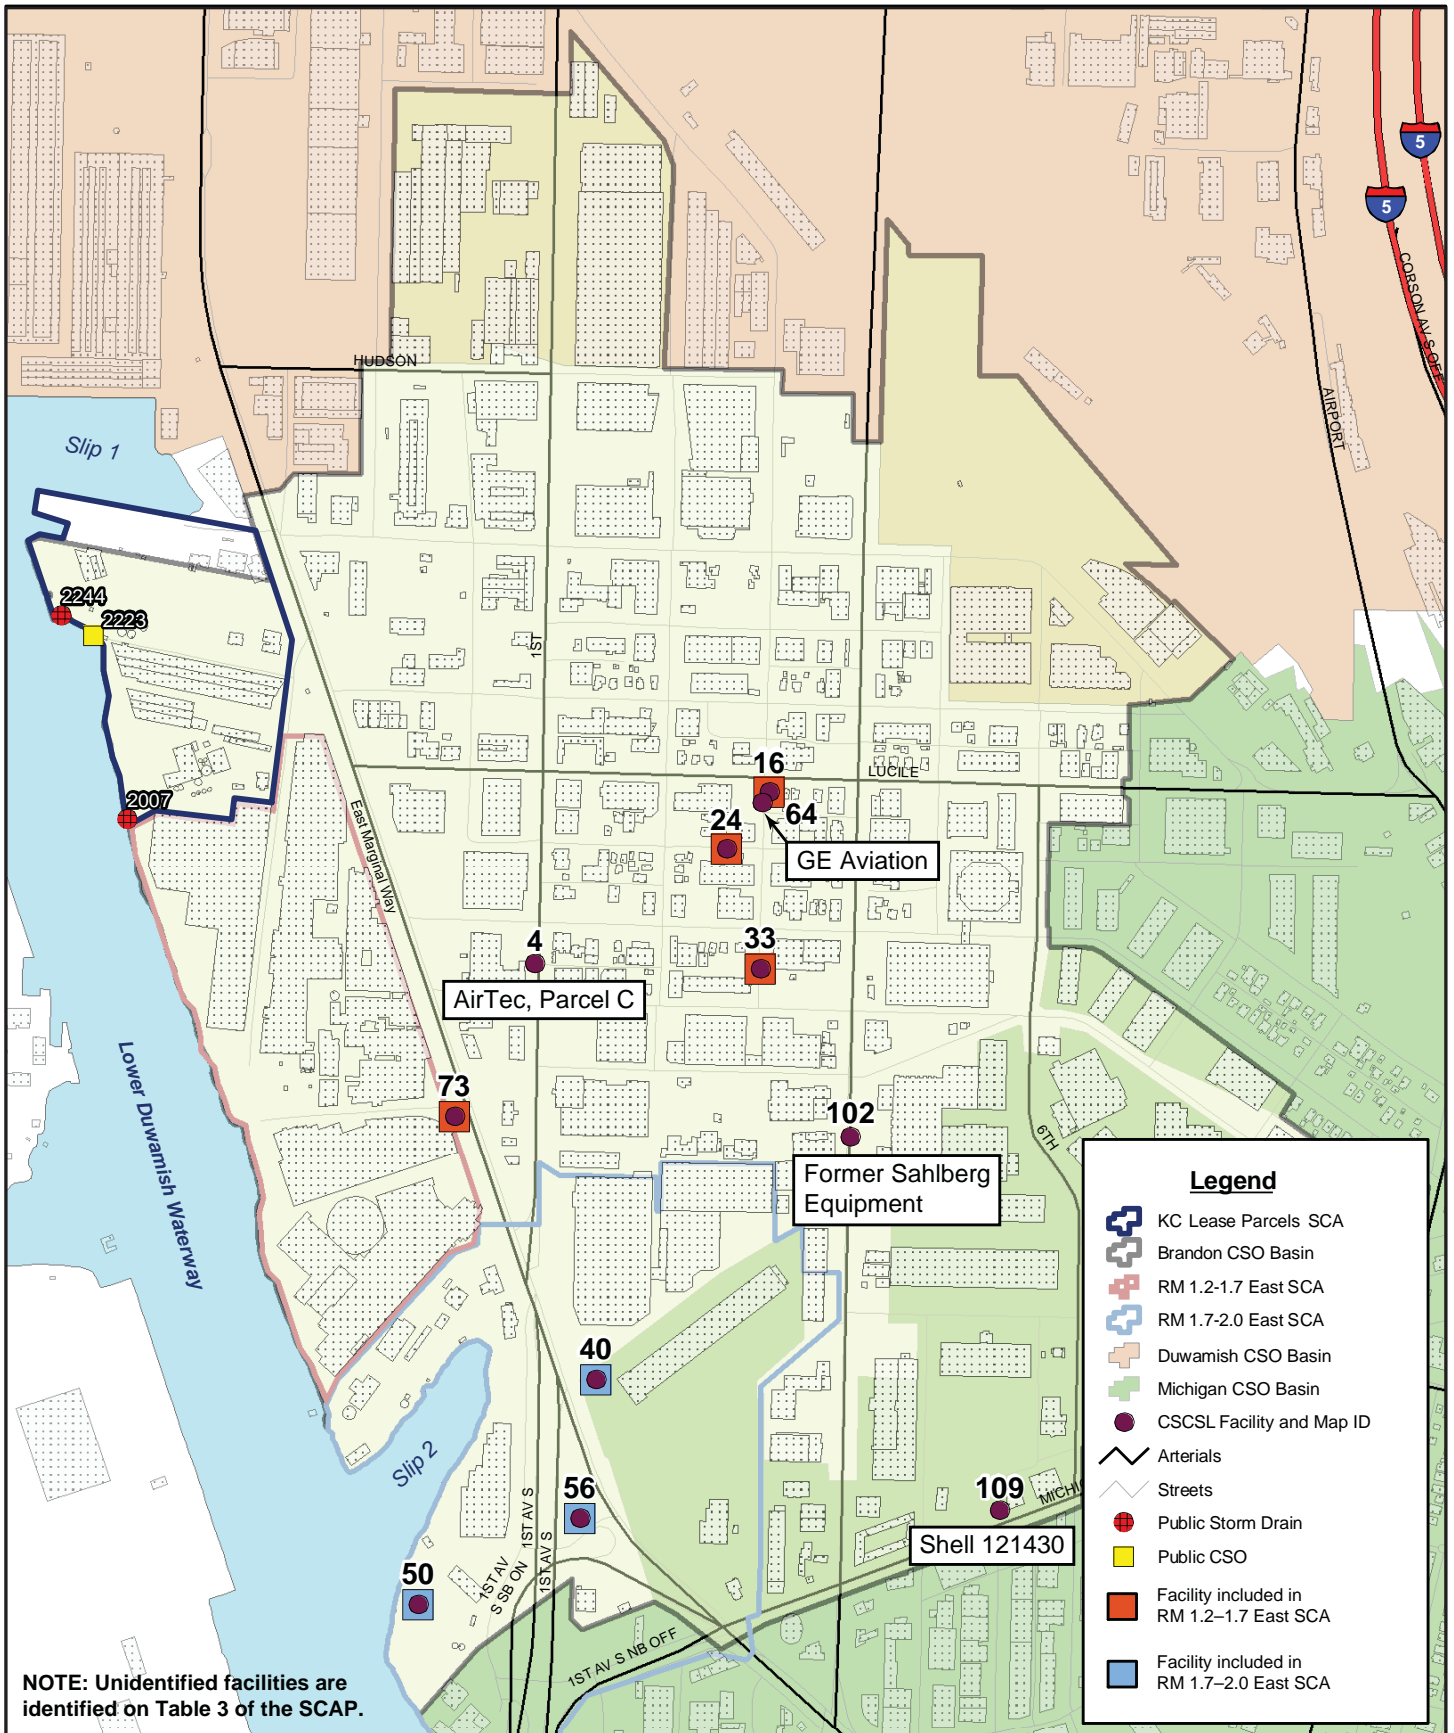 5
5
CORSON AV S OFF
HUDSON
AIRPORT
Slip 1
2244
2223
1ST
16
LUCILE
2007
64
24
East Marginal Way
GE Aviation
4
33
AirTec, Parcel C
Lower Duwamish Waterway
73
102
6TH
Former Sahlberg
Equipment
40
Slip 2
56
109
MICHI
1ST AV S
1ST AV S
Shell 121430
50
1ST AV
S SB ON
1ST AV S NB OFF
NOTE: Unidentified facilities are
identified on Table 3 of the SCAP.
Legend
KC Lease Parcels SCA
Brandon CSO Basin
RM 1.2-1.7 East SCA
RM 1.7-2.0 East SCA
Duwamish CSO Basin
Michigan CSO Basin
CSCSL Facility and Map ID
Arterials
Streets
Public Storm Drain
Public CSO
Facility included in
RM 1.2–1.7 East SCA
Facility included in
RM 1.7–2.0 East SCA